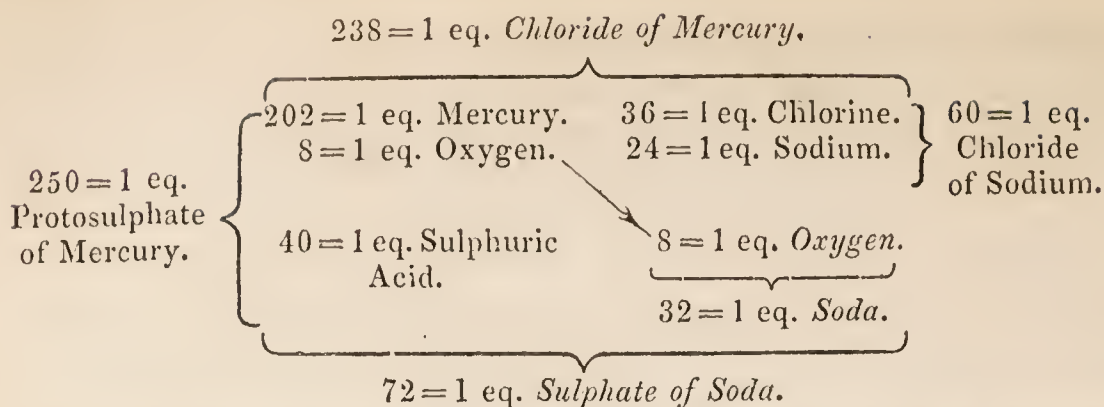 238 = 1 eq. Chloride of Mercury.
202 = 1 eq. Mercury. 36 = 1 eq. Chlorine. 60 = 1 eq.
8 = 1 eq. Oxygen. 24 = 1 eq. Sodium. Chloride
of Sodium.
250 = 1 eq.
Protosulphate
of Mercury.
40 = 1 eq. Sulphuric 8 = 1 eq. Oxygen.
Acid.
32 = 1 eq. Soda.
72 = 1 eq. Sulphate of Soda.